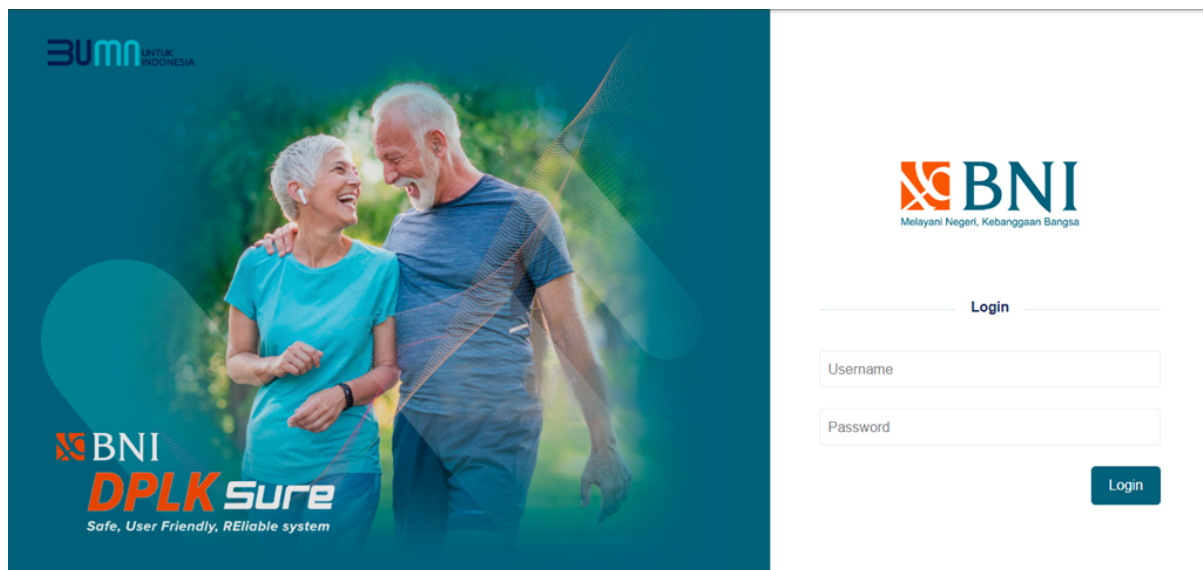 BUMN UNTUK
INDONESIA
BNI
DPLK Sure
Safe, User Friendly, REliable system
BNI
Melayani Negeri, Kebanggaan Bangsa
Login
Username
Password
Login